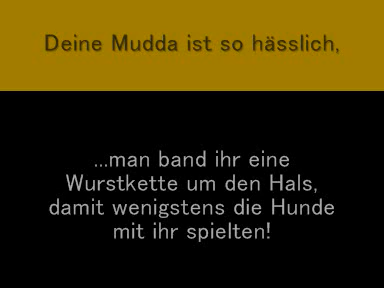 Deine Mudda ist so hässlich,
...man band ihr eine
Wurstkette um den Hals,
damit wenigstens die Hunde
mit ihr spielten!